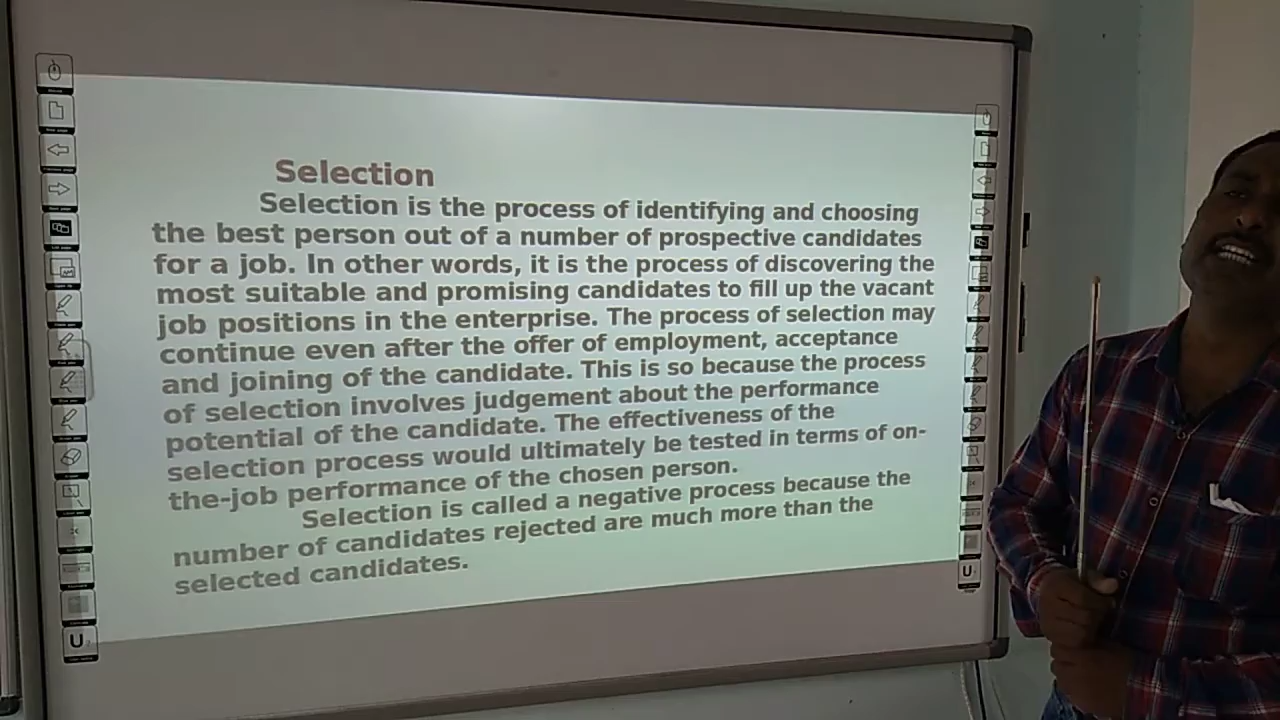 Selection
Selection is the process of identifying and choosing
the best person out of a number of prospective candidates
for a job. In other words, it is the process of discovering the
most suitable and promising candidates to fill up the vacant
job positions in the enterprise. The process of selection may
continue even after the offer of employment, acceptance
and joining of the candidate. This is so because the process
of selection involves judgement about the performance
potential of the candidate. The effectiveness of the
selection process would ultimately be tested in terms of on-
the-job performance of the chosen person.
Selection is called a negative process because the
number of candidates rejected are much more than the
selected candidates.